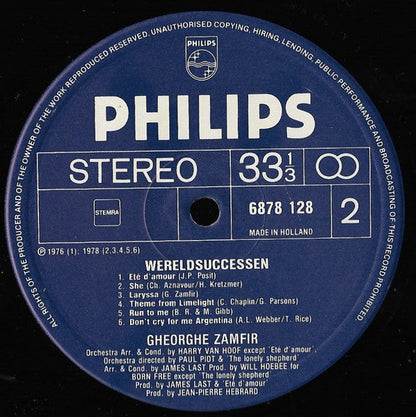 ALL RIGHTS OF THE PRODUCER AND OF THE OWNER OF THE WORK REPRODUCED RESERVED. UNAUTHORISED COPYING, HIRING, LENDING, PUBLIC PERFORMANCE AND BROADCASTING OF THIS RECORD PROHIBITED
PHILIPS
PHILIPS
STEREO 33 1/3
STEMRA 6878 128 2
MADE IN HOLLAND
Ⓟ 1976 (1): 1978 (2,3,4,5,6)
WERELDSUCCESSEN
1. Eté d'amour (J.P. Posit)
2. She (Ch. Aznavour/H. Kretzmer)
3. Laryssa (G. Zamfir)
4. Theme from Limelight (C. Chaplin/G. Parsons)
5. Run to me (B. R. & M. Gibb)
6. Don't cry for me Argentina (A.L. Webber/T. Rice)
GHEORGHE ZAMFIR
Orchestra Arr. & Cond. by HARRY VAN HOOF except 'Eté d'amour'.
Orchestra directed by PAUL PIOT & 'The lonely shepherd'
Arr. & Cond. by JAMES LAST Prod. by WILL HOEBEE for
BORN FREE except 'The lonely shepherd'
Prod. by JAMES LAST & 'Eté d'amour'
Prod. by JEAN-PIERRE HEBRARD